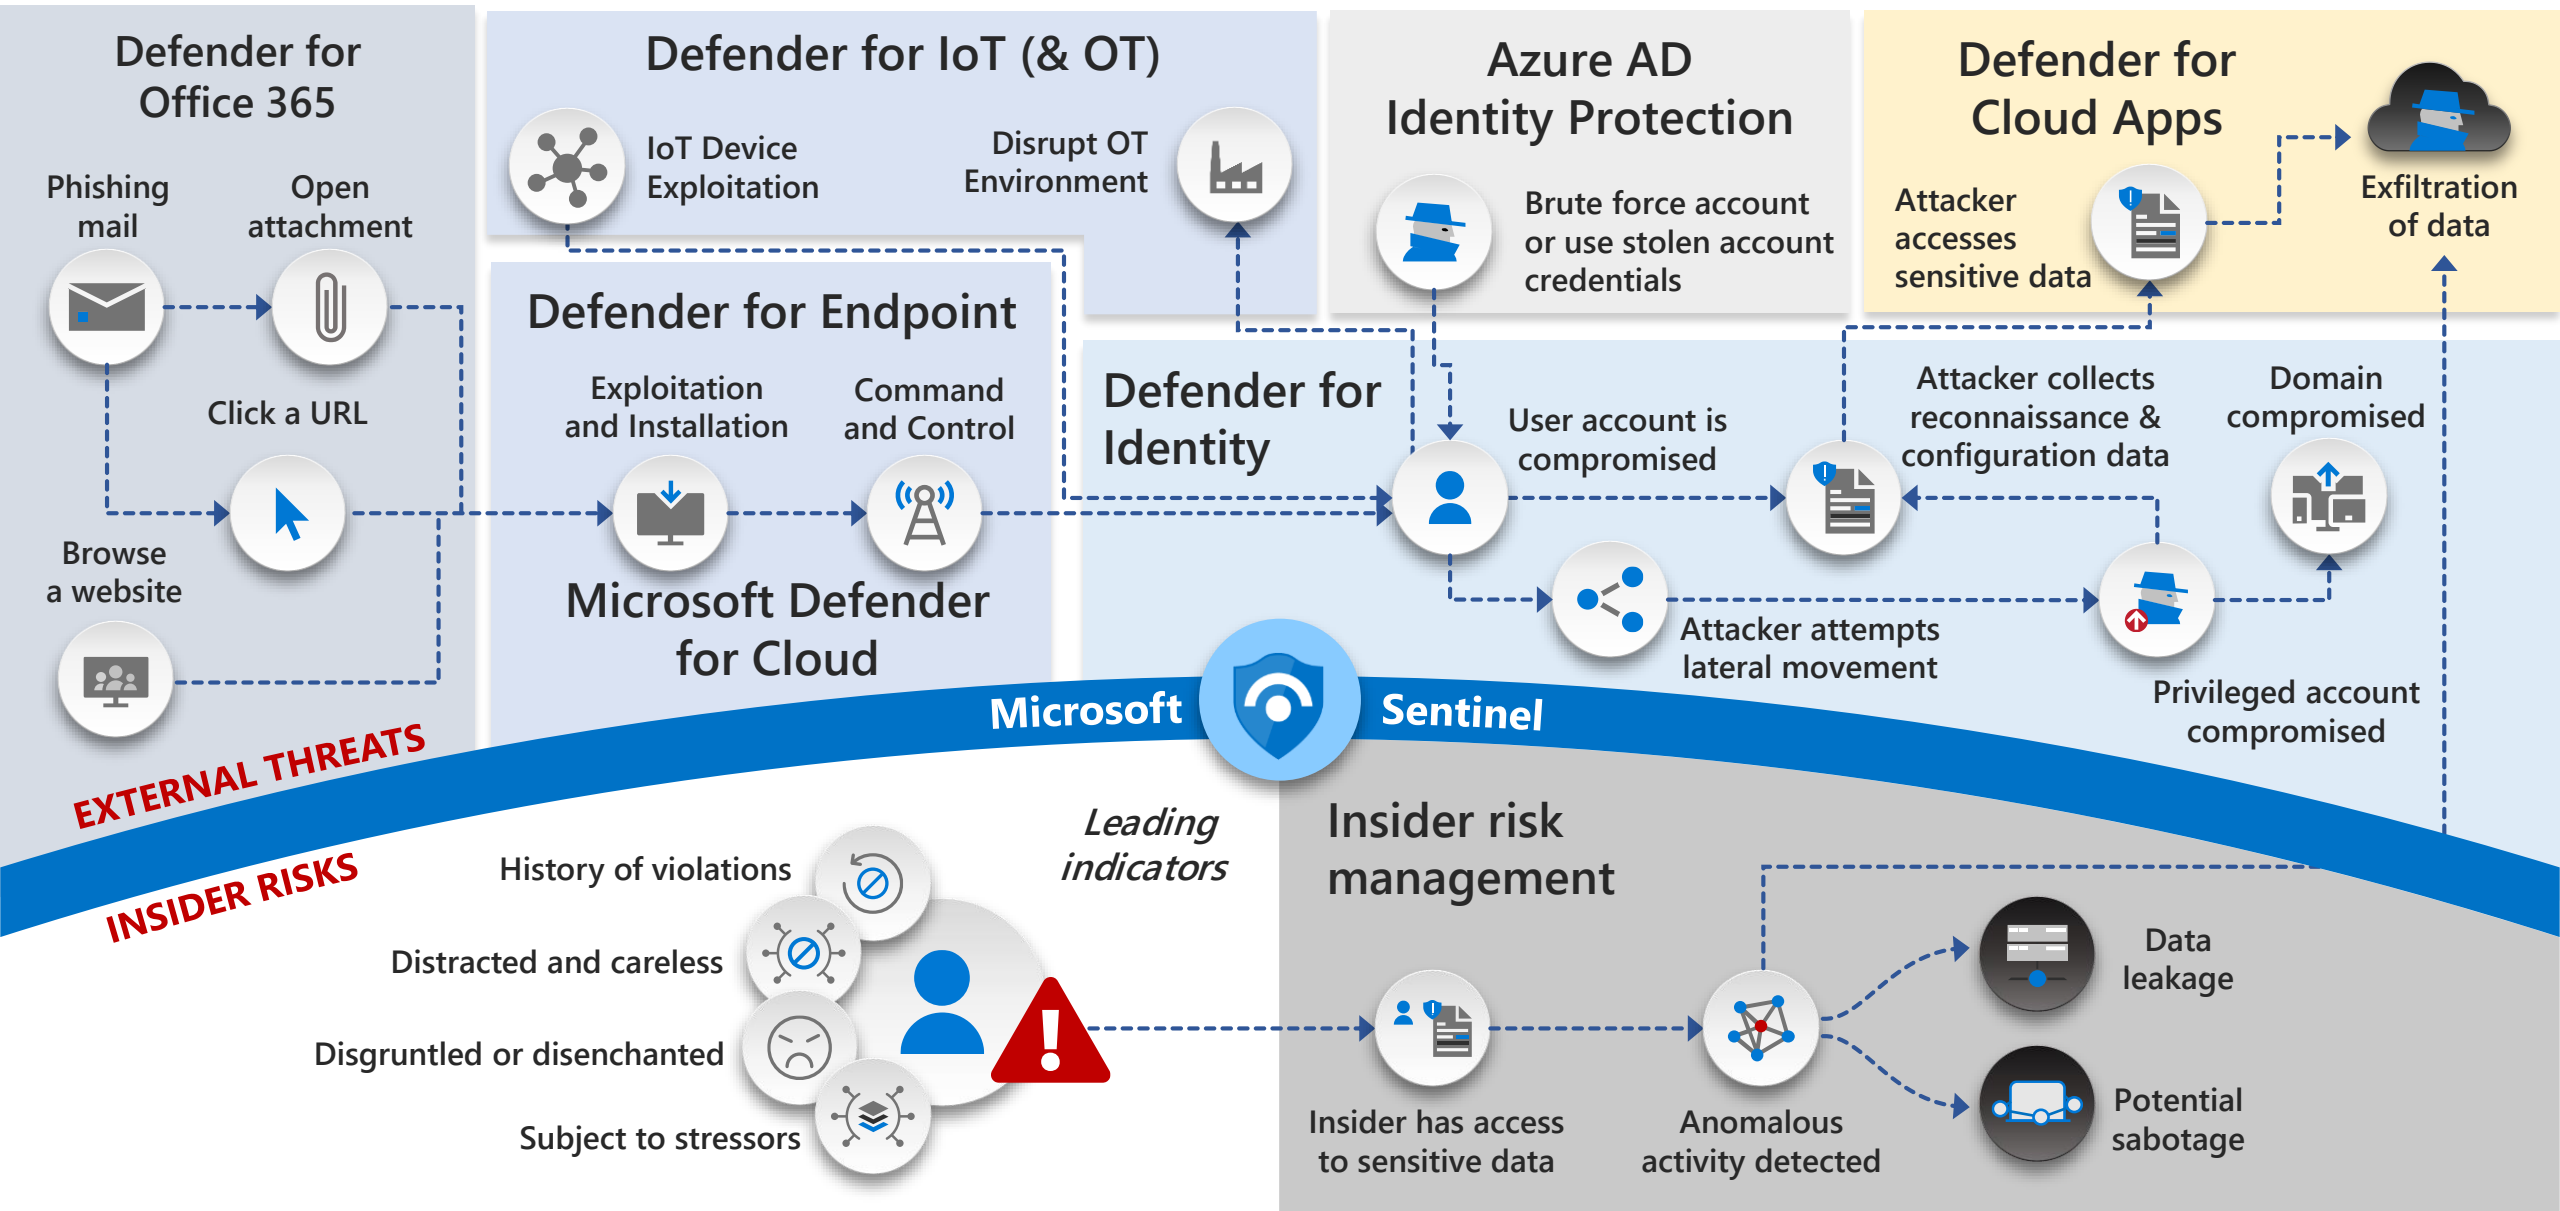 Defender for
Office 365
Phishing
mail
Open
attachment
Click a URL
Browse
a website
Defender for IoT (& OT)
IoT Device
Exploitation
Disrupt OT
Environment
Defender for Endpoint
Exploitation
and Installation
Command
and Control
Microsoft Defender
for Cloud
Azure AD
Identity Protection
Brute force account
or use stolen account
credentials
Defender for
Cloud Apps
Attacker
accesses
sensitive data
Exfiltration
of data
Defender for
Identity
User account is
compromised
Attacker collects
reconnaissance &
configuration data
Domain
compromised
Attacker attempts
lateral movement
Privileged account
compromised
Microsoft Sentinel
EXTERNAL THREATS
INSIDER RISKS
Leading
indicators
History of violations
Distracted and careless
Disgruntled or disenchanted
Subject to stressors
Insider risk
management
Insider has access
to sensitive data
Anomalous
activity detected
Data
leakage
Potential
sabotage